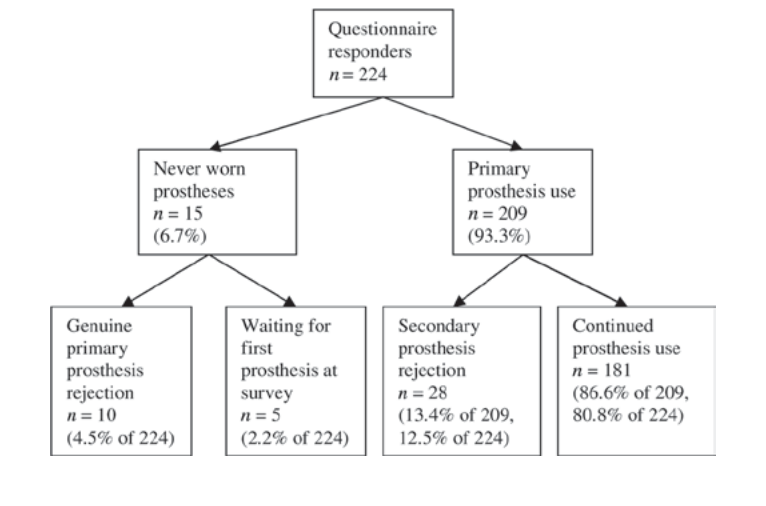 Questionnaire
responders
n = 224
Never worn
prostheses
n = 15
(6.7%)
Primary
prosthesis use
n = 209
(93.3%)
Genuine
primary
prosthesis
rejection
n = 10
(4.5% of 224)
Waiting for
first
prosthesis at
survey
n = 5
(2.2% of 224)
Secondary
prosthesis
rejection
n = 28
(13.4% of 209,
12.5% of 224)
Continued
prosthesis use
n = 181
(86.6% of 209,
80.8% of 224)